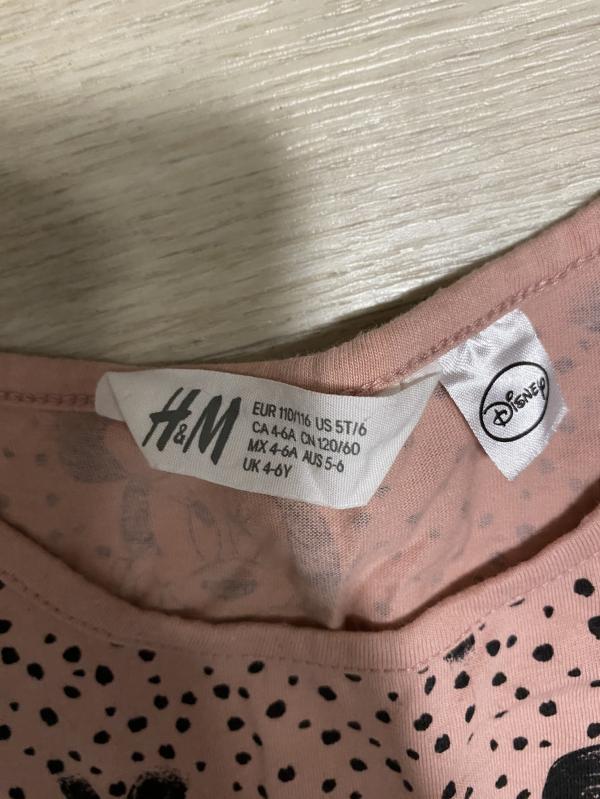 H&M
EUR 110/116 US 5T/6
CA 4-6A CN 120/60
MX 4-6A AUS 5-6
UK 4-6Y
DISNEY